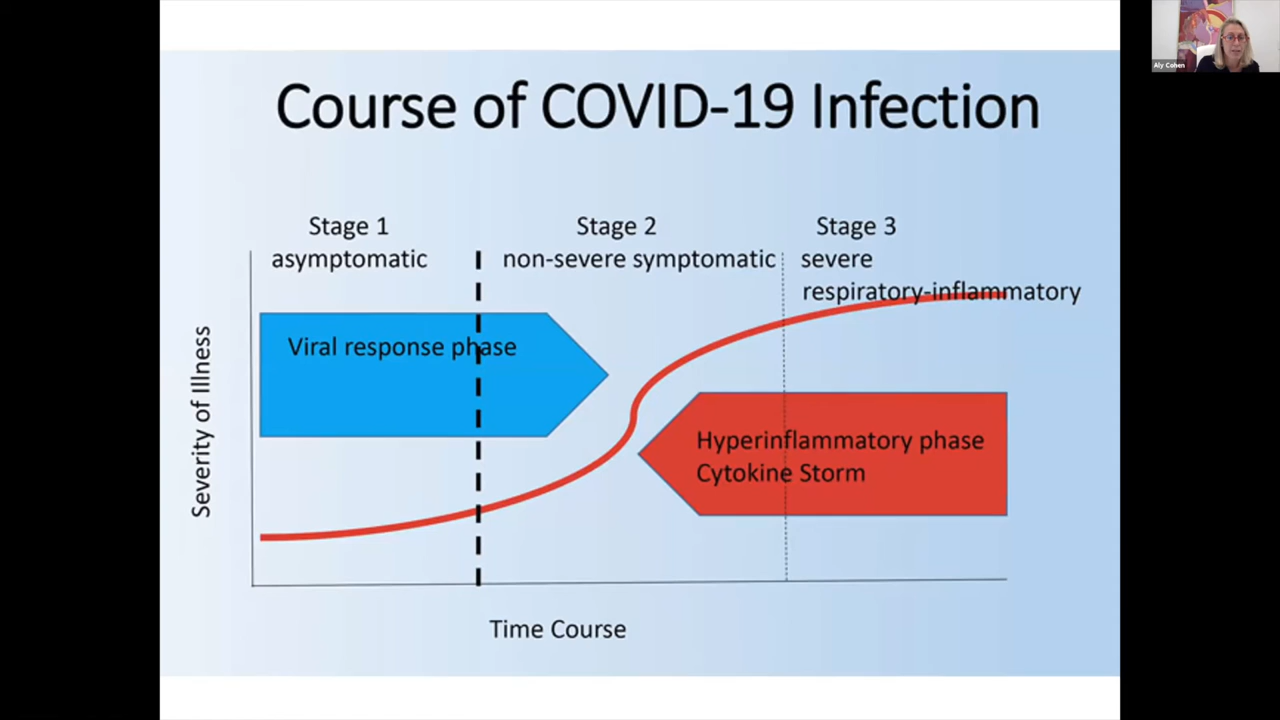 Course of COVID-19 Infection
Stage 1
asymptomatic
Stage 2
non-severe symptomatic
Stage 3
severe
respiratory-inflammatory
Severity of Illness
Viral response phase
Hyperinflammatory phase
Cytokine Storm
Time Course
Aly Cohen